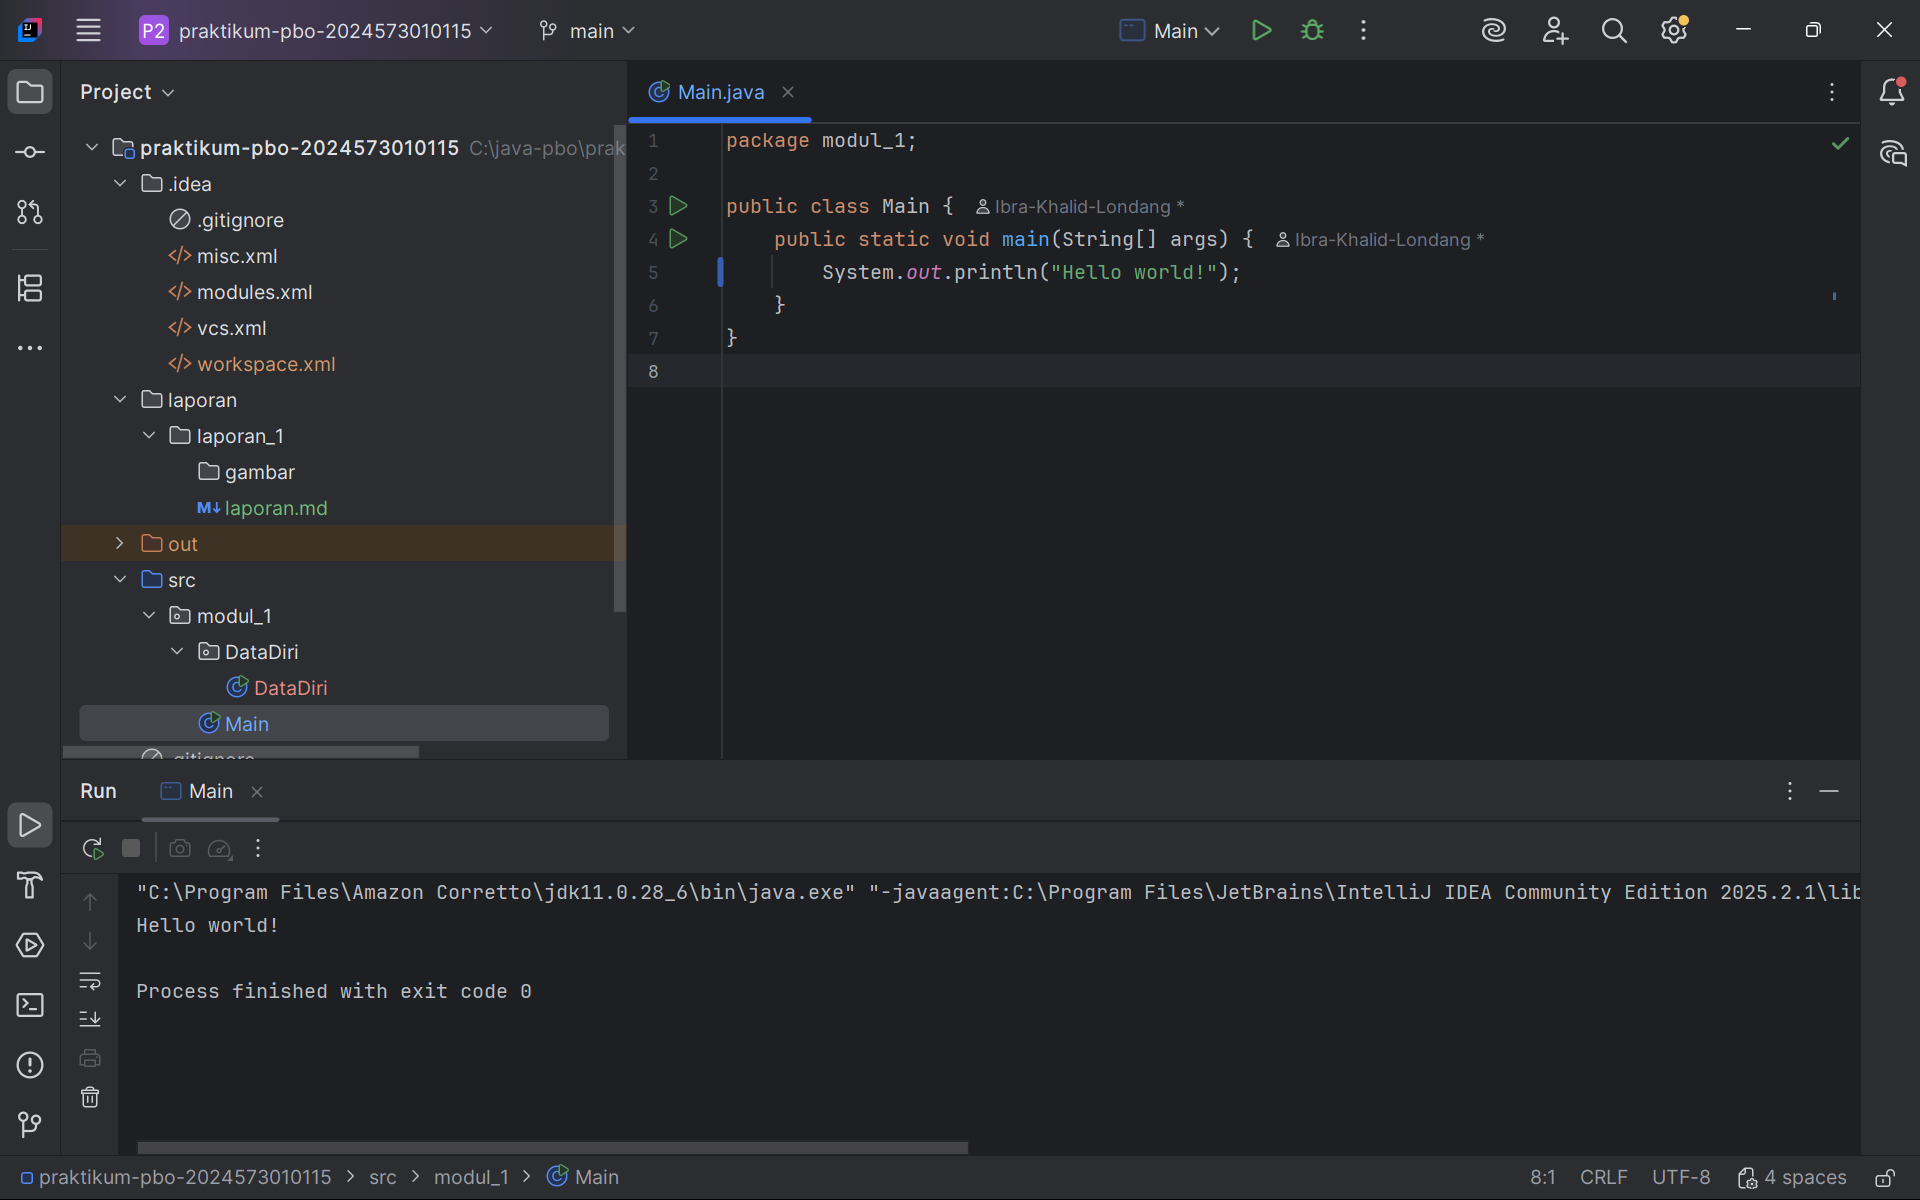 P2 praktikum-pbo-2024573010115 main Main
Project
praktikum-pbo-2024573010115 C:\java-pbo\prak
.idea
.gitignore
misc.xml
modules.xml
vcs.xml
workspace.xml
laporan
laporan_1
gambar
M↓ laporan.md
out
src
modul_1
DataDiri
DataDiri
Main
.gitignore
Main.java
1 package modul_1;
2
3 public class Main { Ibra-Khalid-Londang *
4 public static void main(String[] args) { Ibra-Khalid-Londang *
5 System.out.println("Hello world!");
6 }
7 }
8
Run Main
"C:\Program Files\Amazon Corretto\jdk11.0.28_6\bin\java.exe" "-javaagent:C:\Program Files\JetBrains\IntelliJ IDEA Community Edition 2025.2.1\lib
Hello world!
Process finished with exit code 0
praktikum-pbo-2024573010115 > src > modul_1 > Main 8:1 CRLF UTF-8 4 spaces